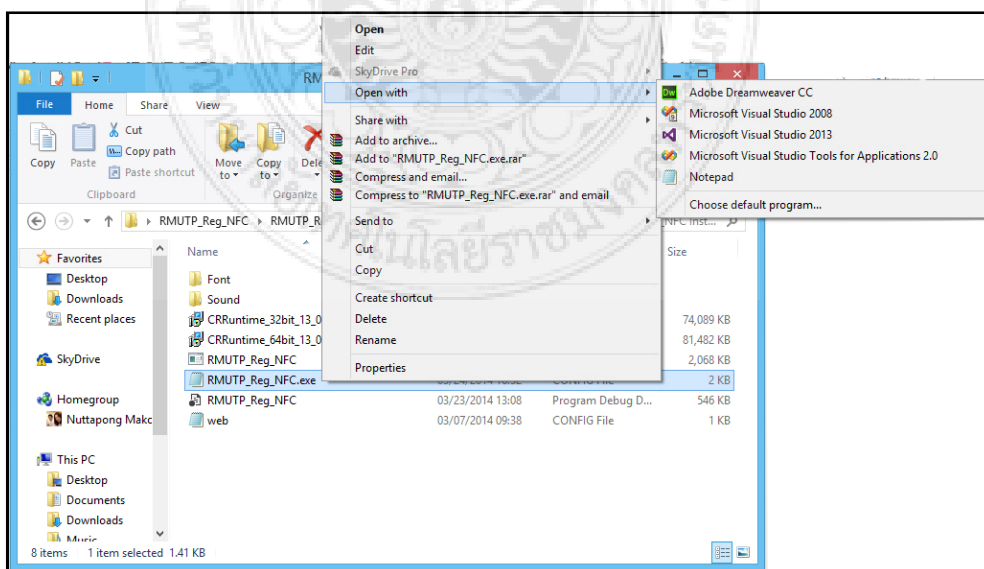 RM
File Home Share View
Copy
Paste
Cut
Copy path
Paste shortcut
Move to
Copy to
Clipboard
Organize
RMUTP_Reg_NFC
Favorites
Desktop
Downloads
Recent places
SkyDrive
Homegroup
Nuttapong Makc
This PC
Desktop
Documents
Downloads
Music
Name
Size
Font
Sound
CRRuntime_32bit_13_0
74,089 KB
CRRuntime_64bit_13_0
81,482 KB
RMUTP_Reg_NFC
2,068 KB
RMUTP_Reg_NFC.exe
2 KB
RMUTP_Reg_NFC 03/23/2014 13:08 Program Debug D... 546 KB
web 03/07/2014 09:38 CONFIG File 1 KB
8 items 1 item selected 1.41 KB
Open
Edit
SkyDrive Pro
Open with
Share with
Add to archive...
Add to "RMUTP_Reg_NFC.exe.rar"
Compress and email...
Compress to "RMUTP_Reg_NFC.exe.rar" and email
Send to
Cut
Copy
Create shortcut
Delete
Rename
Properties
Adobe Dreamweaver CC
Microsoft Visual Studio 2008
Microsoft Visual Studio 2013
Microsoft Visual Studio Tools for Applications 2.0
Notepad
Choose default program...